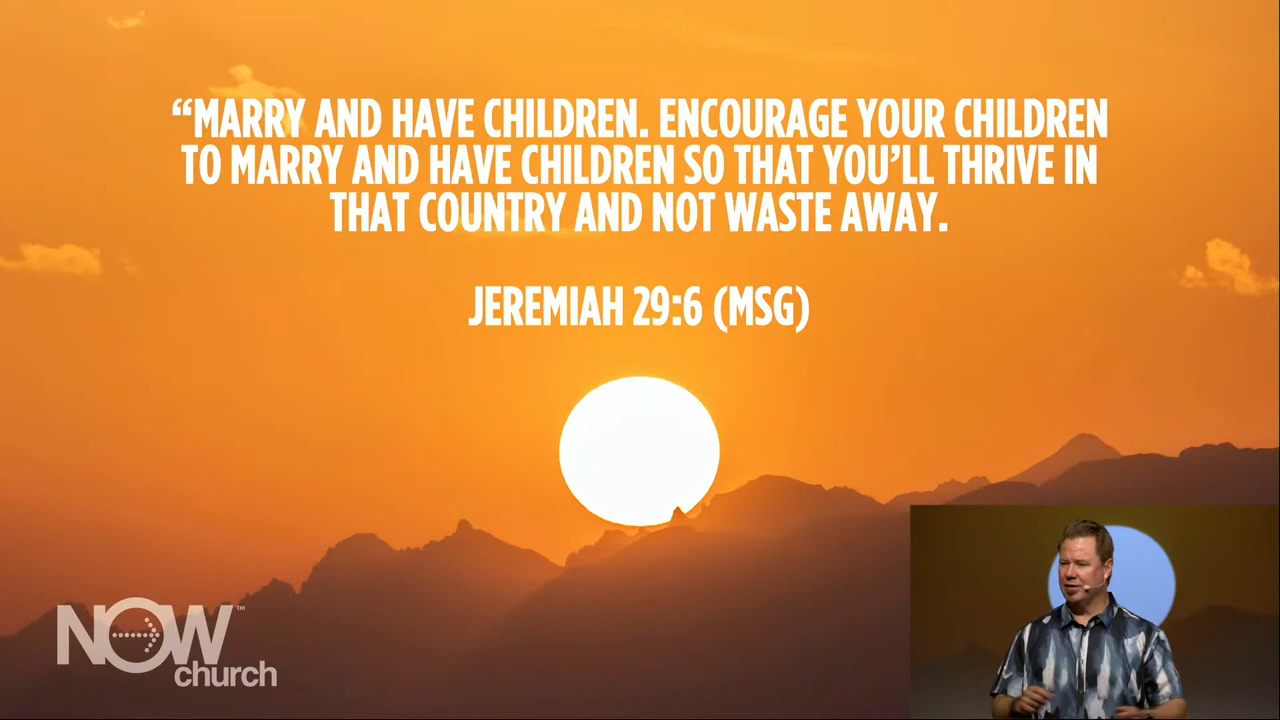 “MARRY AND HAVE CHILDREN. ENCOURAGE YOUR CHILDREN
TO MARRY AND HAVE CHILDREN SO THAT YOU’LL THRIVE IN
THAT COUNTRY AND NOT WASTE AWAY.
JEREMIAH 29:6 (MSG)
NOW™
church